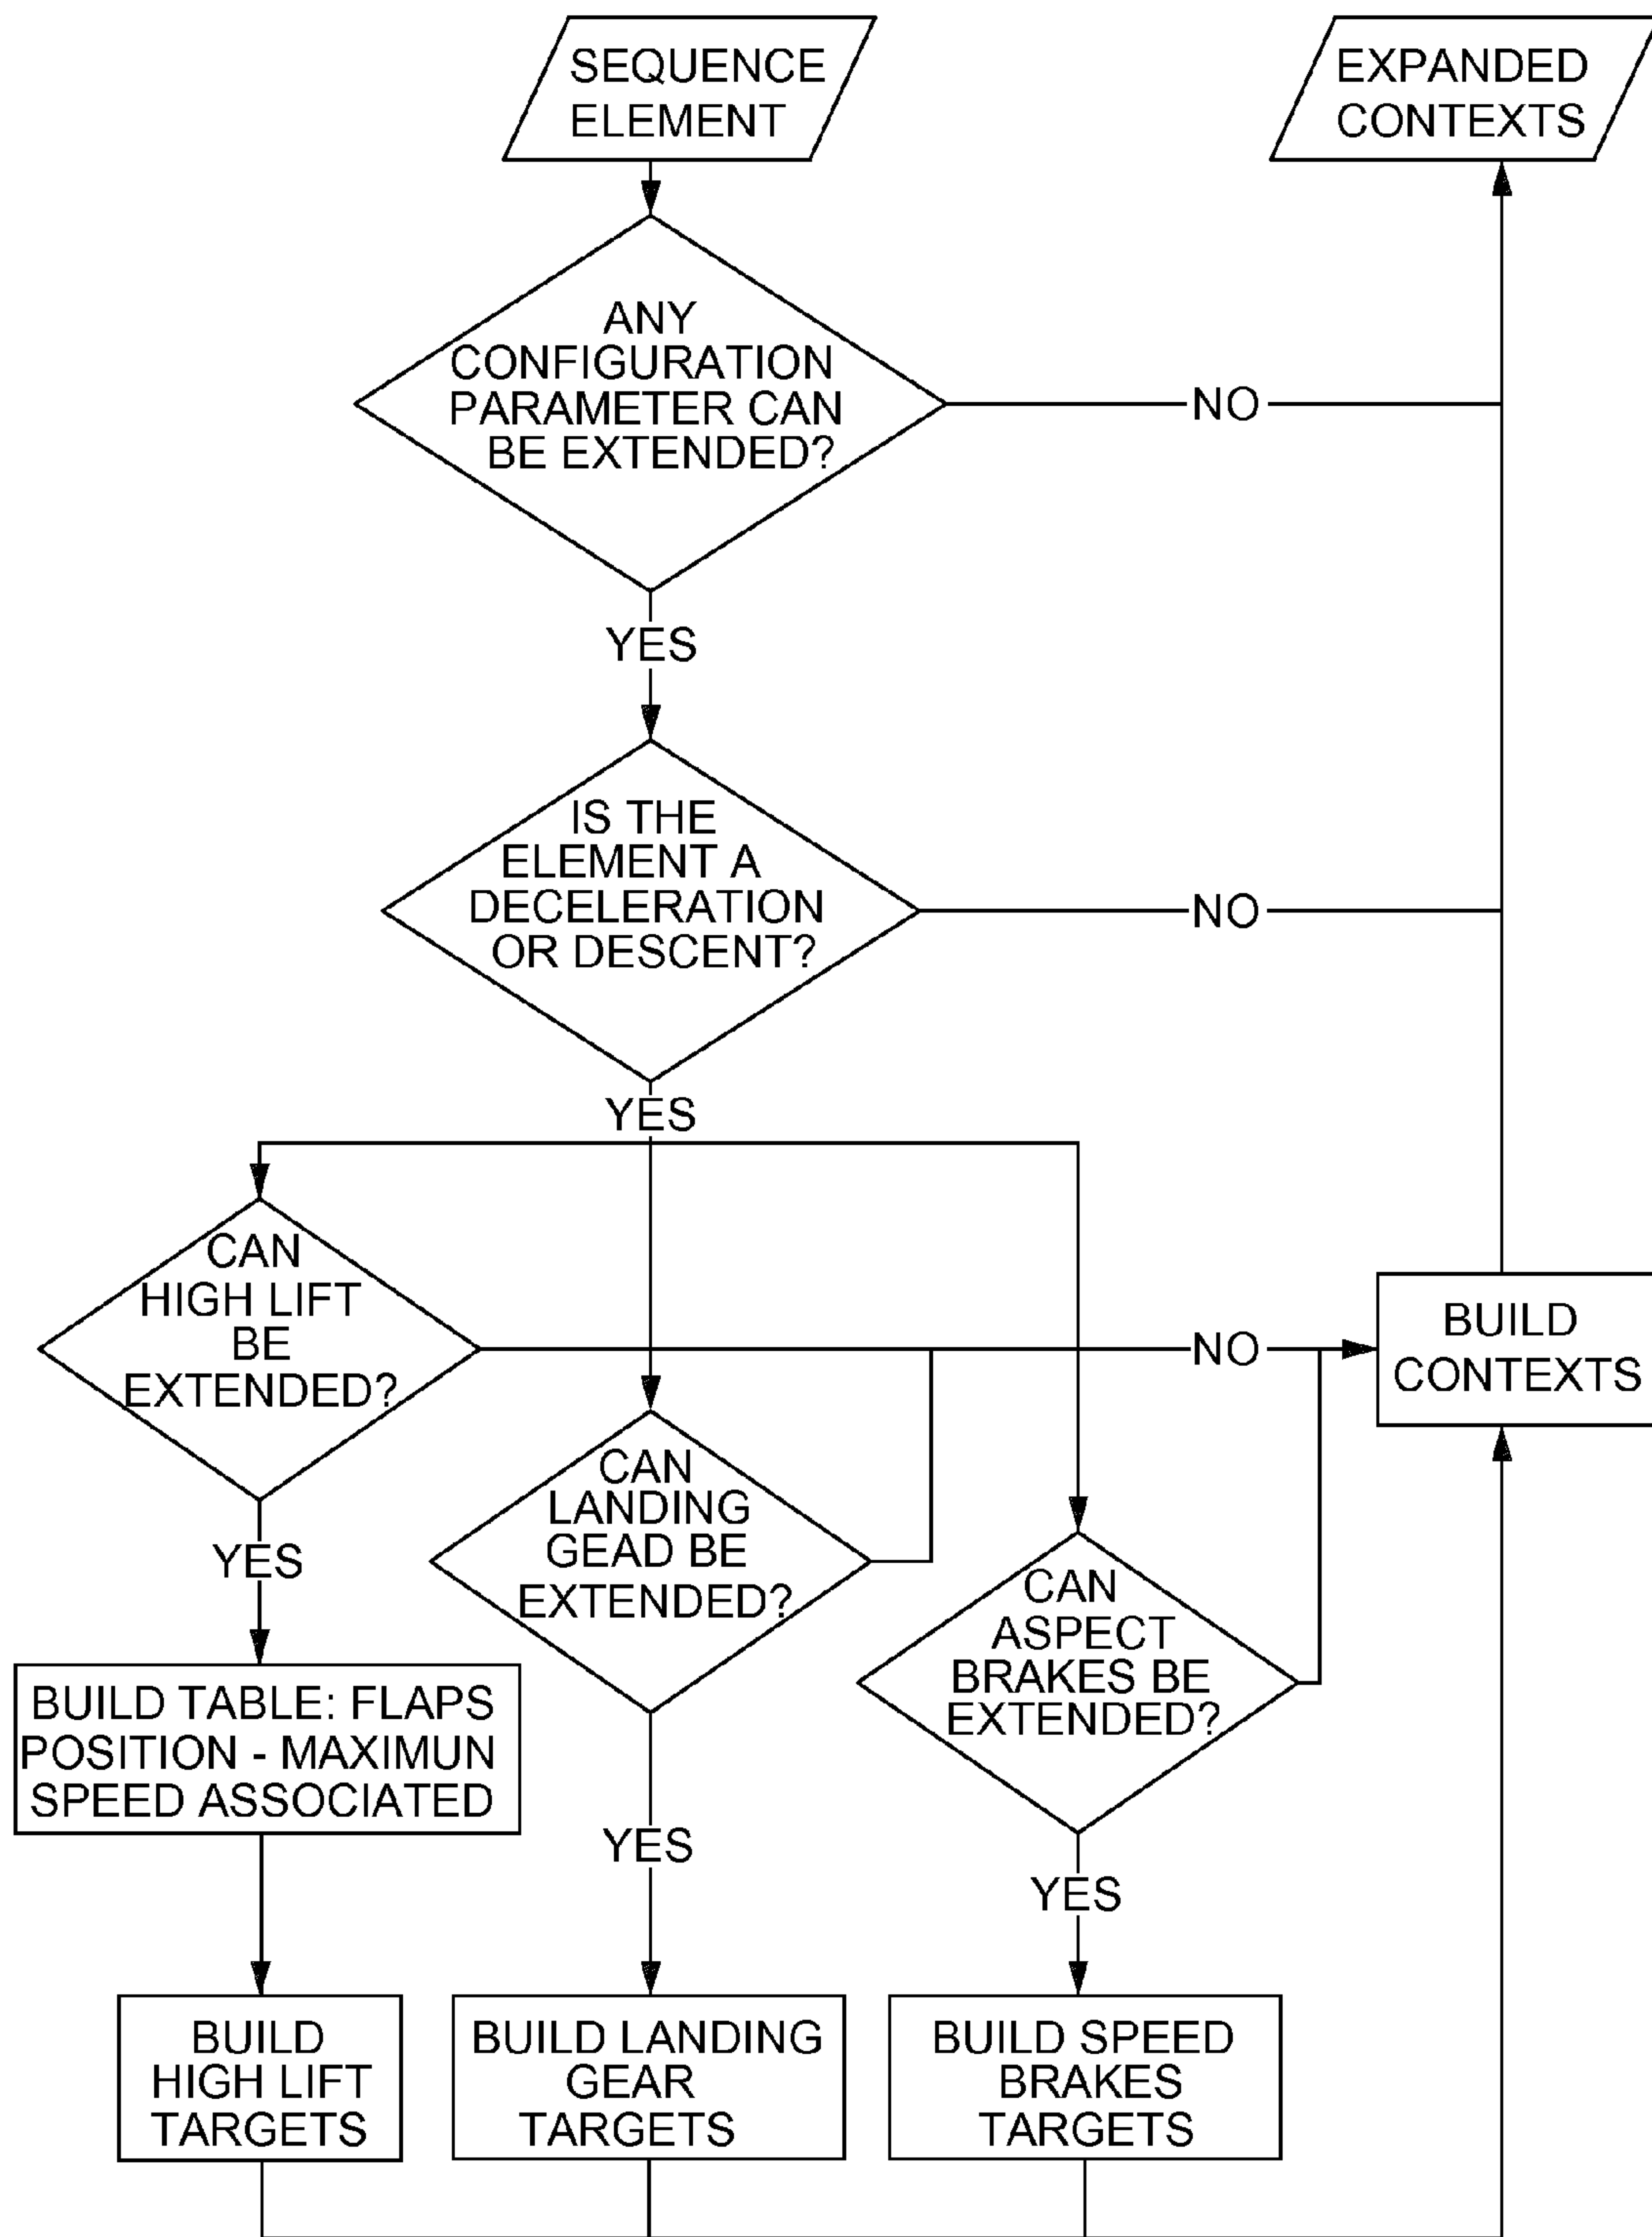 SEQUENCE
ELEMENT
EXPANDED
CONTEXTS
ANY
CONFIGURATION
PARAMETER CAN
BE EXTENDED?
NO
YES
IS THE
ELEMENT A
DECELERATION
OR DESCENT?
NO
YES
CAN
HIGH LIFT
BE
EXTENDED?
NO
BUILD
CONTEXTS
YES
CAN
LANDING
GEAD BE
EXTENDED?
CAN
ASPECT
BRAKES BE
EXTENDED?
BUILD TABLE: FLAPS
POSITION - MAXIMUN
SPEED ASSOCIATED
YES
YES
BUILD
HIGH LIFT
TARGETS
BUILD LANDING
GEAR
TARGETS
BUILD SPEED
BRAKES
TARGETS